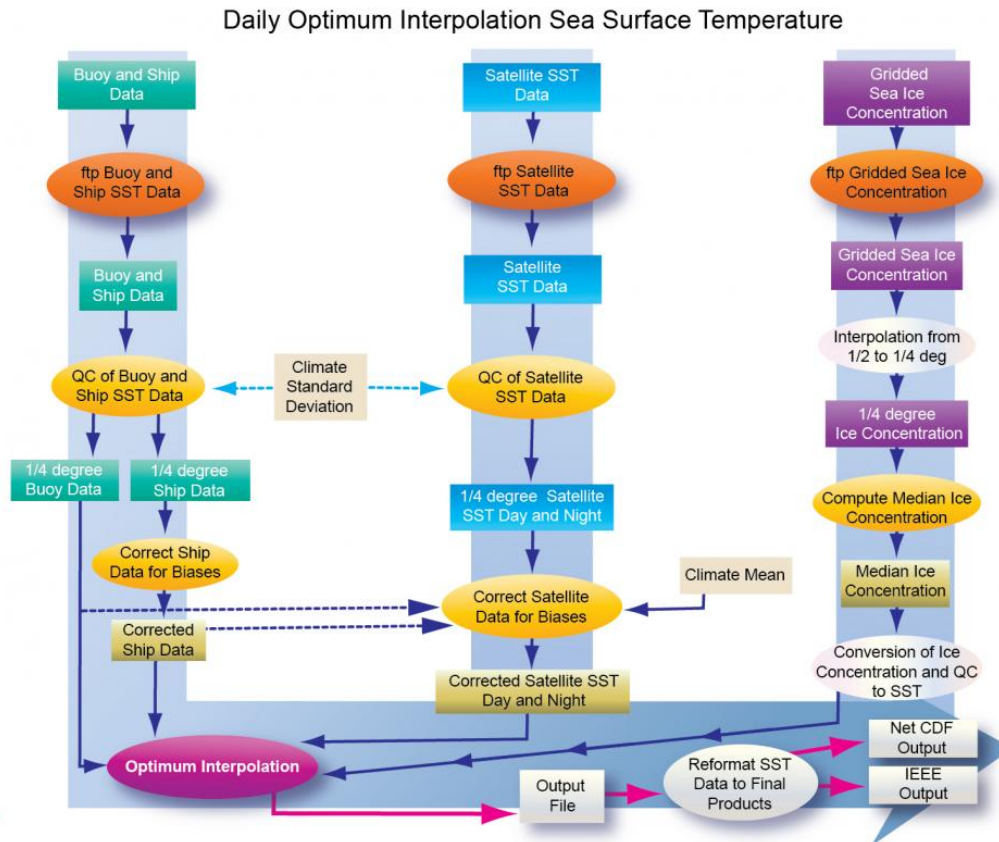 Daily Optimum Interpolation Sea Surface Temperature
Buoy and Ship
Data
ftp Buoy and
Ship SST Data
Buoy and
Ship Data
QC of Buoy and
Ship SST Data
1/4 degree
Buoy Data
1/4 degree
Ship Data
Correct Ship
Data for Biases
Corrected
Ship Data
Climate
Standard
Deviation
Satellite SST
Data
ftp Satellite
SST Data
Satellite
SST Data
QC of Satellite
SST Data
1/4 degree Satellite
SST Day and Night
Climate Mean
Correct Satellite
Data for Biases
Corrected Satellite SST
Day and Night
Gridded
Sea Ice
Concentration
ftp Gridded Sea Ice
Concentration
Gridded Sea Ice
Concentration
Interpolation from
1/2 to 1/4 deg
1/4 degree
Ice Concentration
Compute Median Ice
Concentration
Median Ice
Concentration
Conversion of Ice
Concentration and QC
to SST
Optimum Interpolation
Output
File
Reformat SST
Data to Final
Products
Net CDF
Output
IEEE
Output